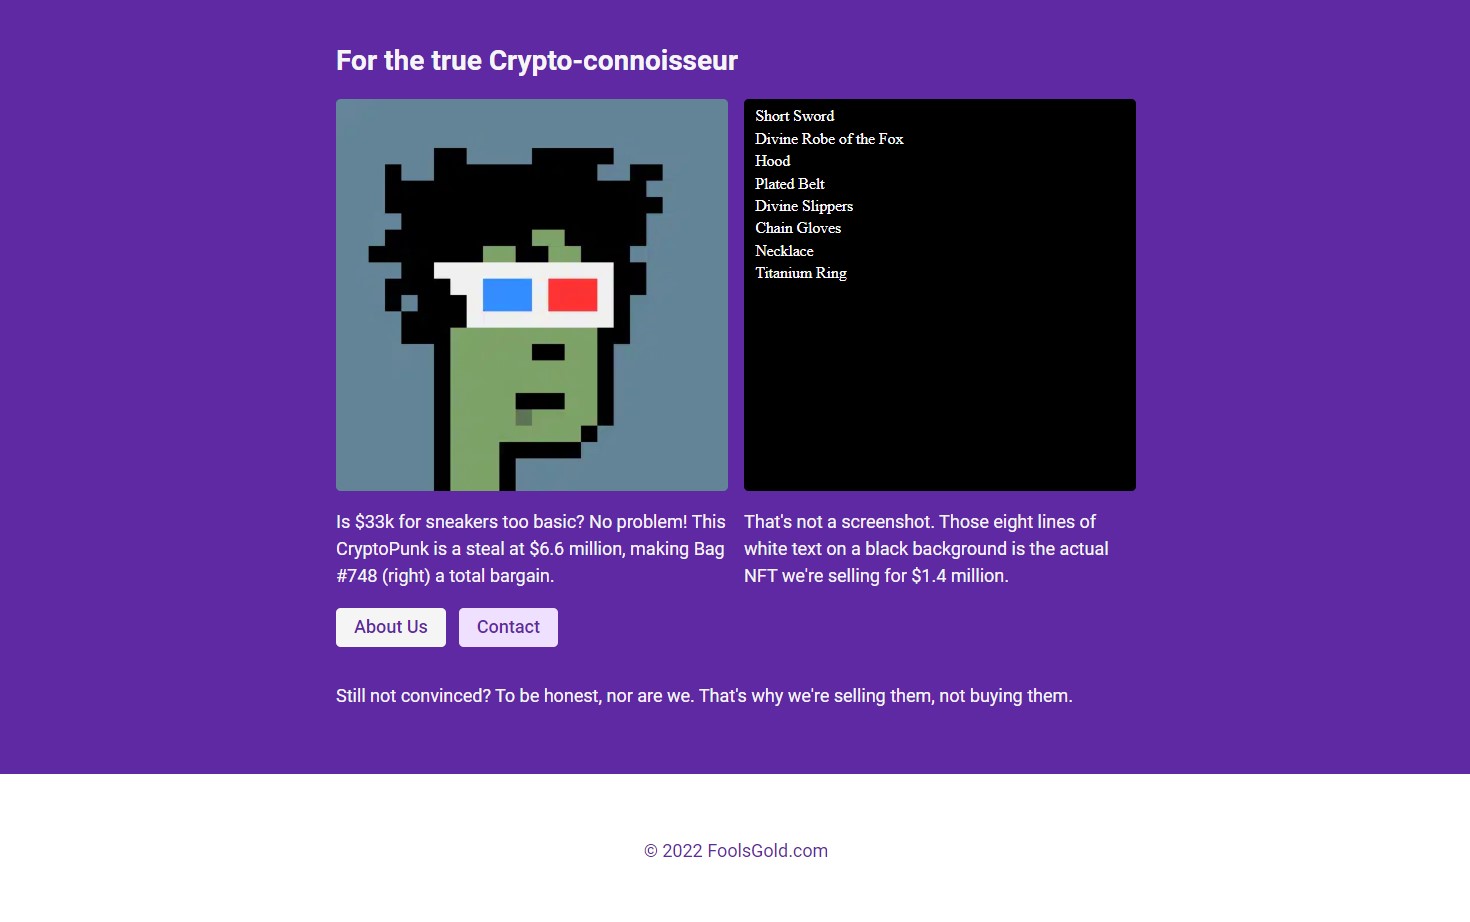 For the true Crypto-connoisseur
Short Sword
Divine Robe of the Fox
Hood
Plated Belt
Divine Slippers
Chain Gloves
Necklace
Titanium Ring
Is $33k for sneakers too basic? No problem! This
CryptoPunk is a steal at $6.6 million, making Bag
#748 (right) a total bargain.
That's not a screenshot. Those eight lines of
white text on a black background is the actual
NFT we're selling for $1.4 million.
About Us
Contact
Still not convinced? To be honest, nor are we. That's why we're selling them, not buying them.
© 2022 FoolsGold.com